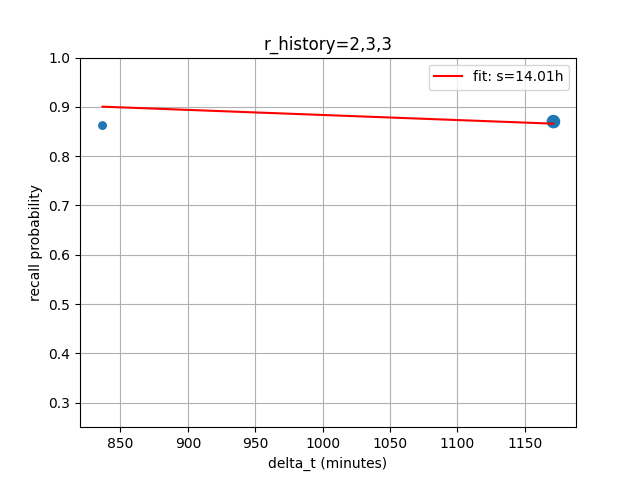 r_history=2,3,3
fit: s=14.01h
recall probability
1.0
0.9
0.8
0.7
0.6
0.5
0.4
0.3
850 900 950 1000 1050 1100 1150
delta_t (minutes)